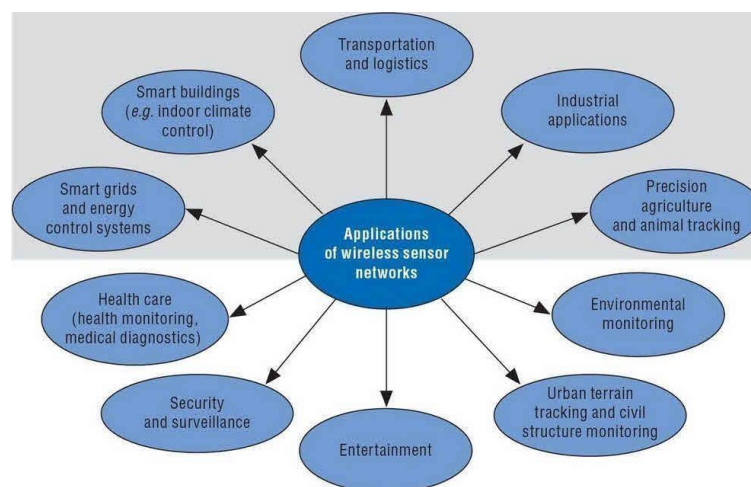 Transportation
and logistics
Smart buildings
(e.g. indoor climate
control)
Industrial
applications
Smart grids
and energy
control systems
Precision
agriculture
and animal tracking
Applications
of wireless sensor
networks
Health care
(health monitoring,
medical diagnostics)
Environmental
monitoring
Security
and surveillance
Urban terrain
tracking and civil
structure monitoring
Entertainment